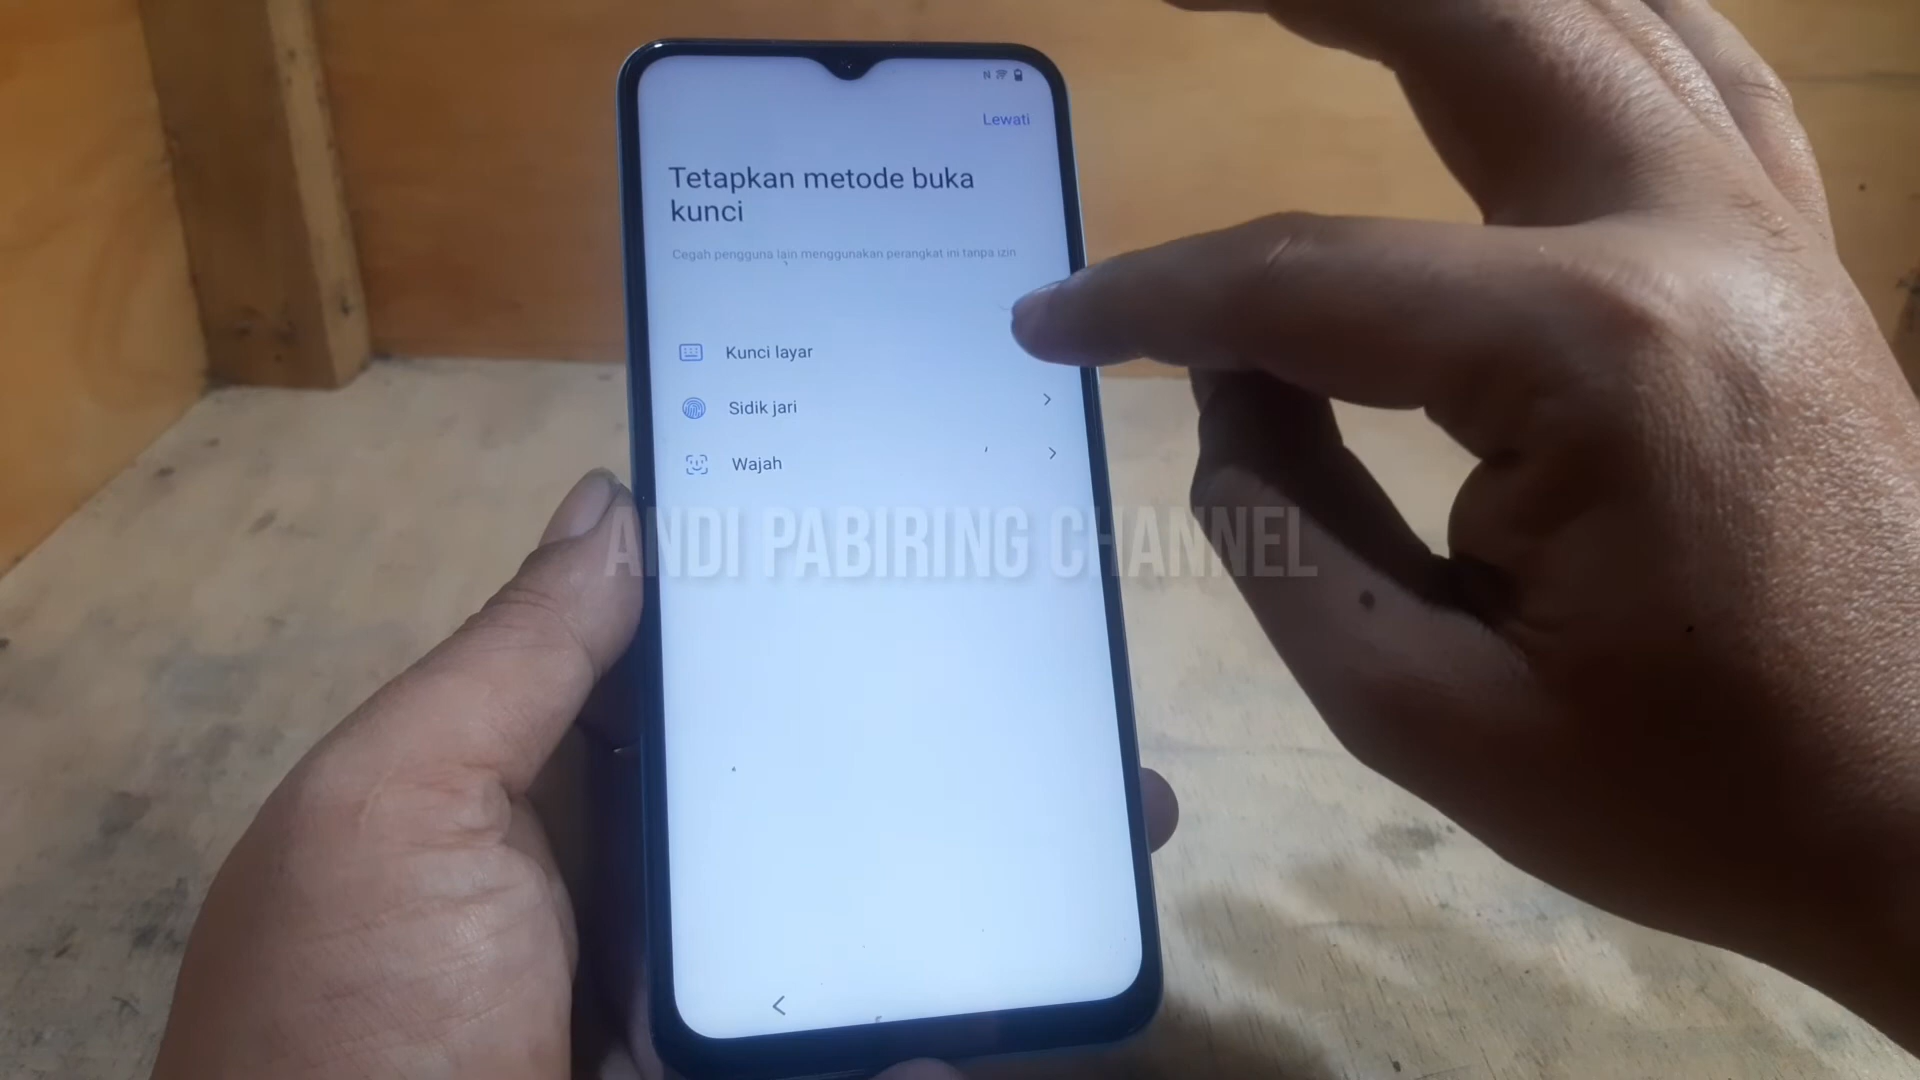 Lewati
Tetapkan metode buka
kunci
Cegah pengguna lain menggunakan perangkat ini tanpa izin
Kunci layar
Sidik jari
Wajah
ANDI PABIRING CHANNEL